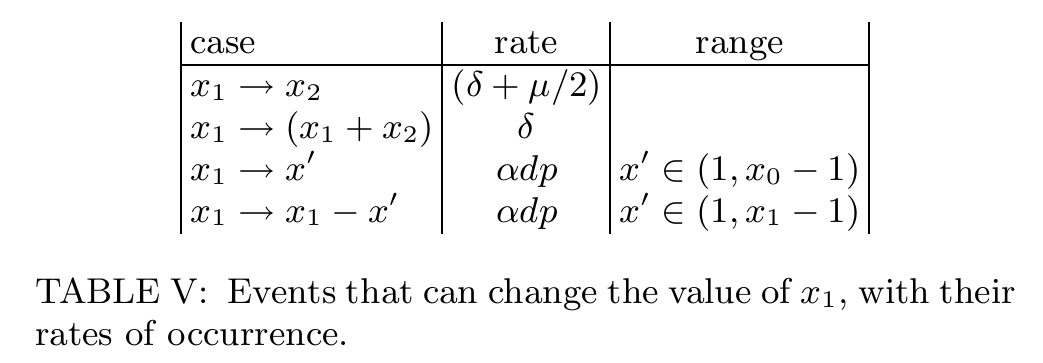 case rate range
x₁ → x₂ (δ + μ/2)
x₁ → (x₁ + x₂) δ
x₁ → x′ αdp x′ ∈ (1, x₀ − 1)
x₁ → x₁ − x′ αdp x′ ∈ (1, x₁ − 1)
TABLE V: Events that can change the value of x₁, with their
rates of occurrence.